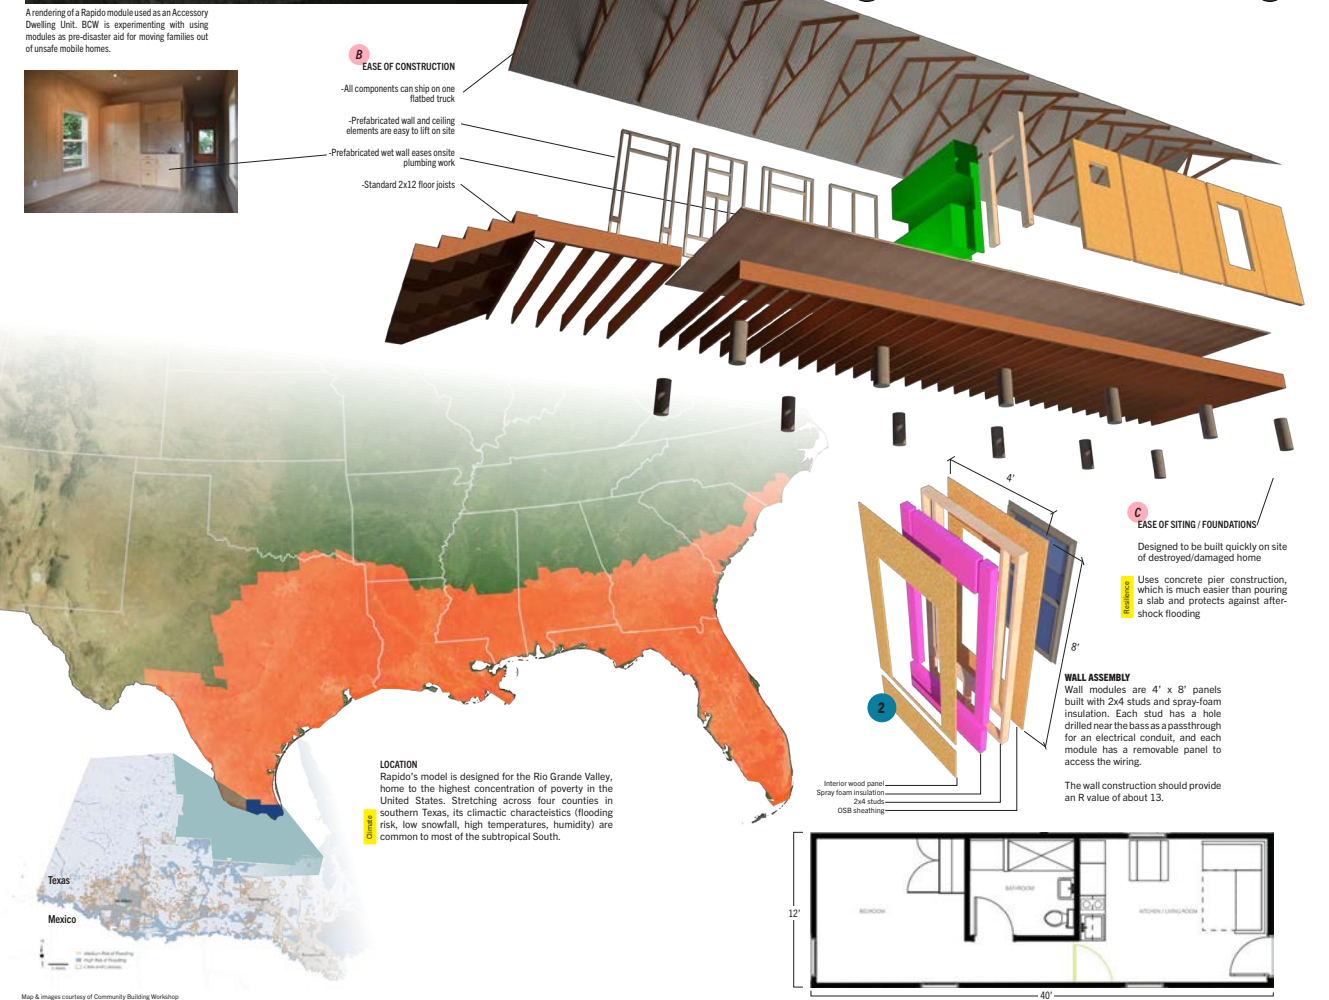 A rendering of a Rapido module used as an Accessory
Dwelling Unit. BCW is experimenting with using
modules as pre-disaster aid for moving families out
of unsafe mobile homes.
B
EASE OF CONSTRUCTION
-All components can ship on one
flatbed truck
-Prefabricated wall and ceiling
elements are easy to lift on site
-Prefabricated wet wall eases onsite
plumbing work
-Standard 2x12 floor joists
4'
8'
C
EASE OF SITING / FOUNDATIONS
Designed to be built quickly on site
of destroyed/damaged home
Resilience
Uses concrete pier construction,
which is much easier than pouring
a slab and protects against after-
shock flooding
2
WALL ASSEMBLY
Wall modules are 4' x 8' panels
built with 2x4 studs and spray-foam
insulation. Each stud has a hole
drilled near the bass as a passthrough
for an electrical conduit, and each
module has a removable panel to
access the wiring.
The wall construction should provide
an R value of about 13.
Interior wood panel
Spray foam insulation
2x4 studs
OSB sheathing
LOCATION
Rapido's model is designed for the Rio Grande Valley,
home to the highest concentration of poverty in the
United States. Stretching across four counties in
southern Texas, its climactic characteistics (flooding
risk, low snowfall, high temperatures, humidity) are
common to most of the subtropical South.
Climate
Texas
Mexico
Medium Risk of Flooding
High Risk of Flooding
12'
BEDROOM
BATHROOM
KITCHEN / LIVING ROOM
40'
Map & images courtesy of Community Building Workshop